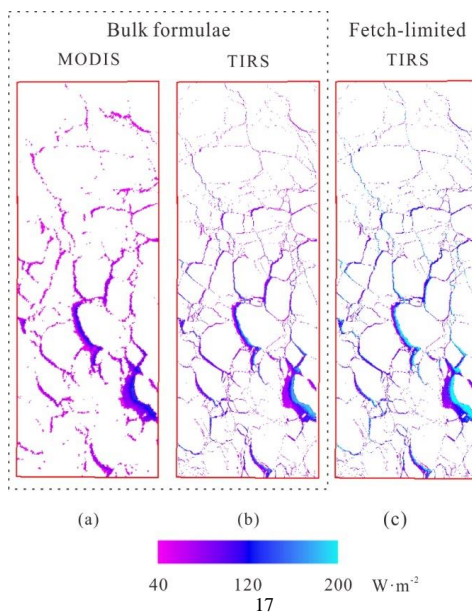 Bulk formulae Fetch-limited
MODIS TIRS TIRS
(a) (b) (c)
40 120 200 W·m⁻²
17